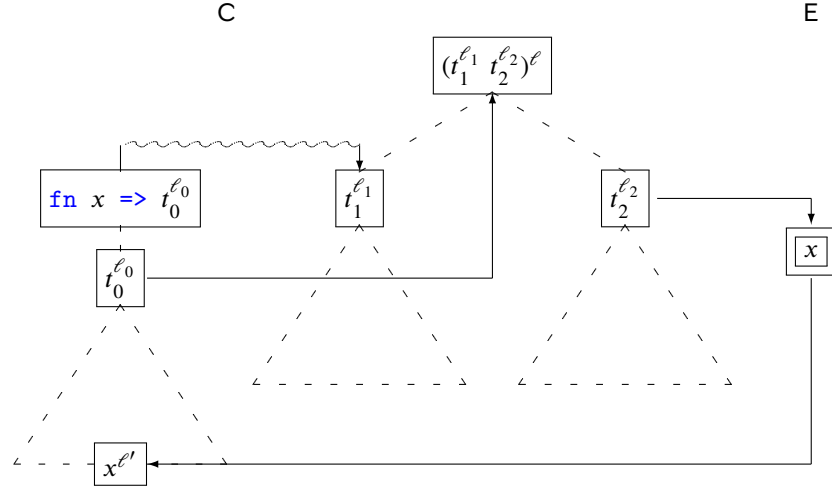 C E
(t₁^ℓ₁ t₂^ℓ₂)^ℓ
fn x => t₀^ℓ₀ t₁^ℓ₁ t₂^ℓ₂
x
t₀^ℓ₀
x^ℓ′